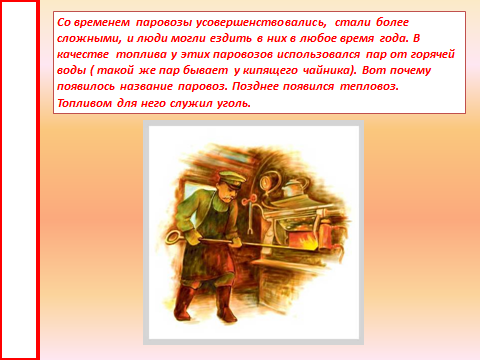 Со временем паровозы усовершенствовались, стали более
сложными, и люди могли ездить в них в любое время года. В
качестве топлива у этих паровозов использовался пар от горячей
воды ( такой же пар бывает у кипящего чайника). Вот почему
появилось название паровоз. Позднее появился тепловоз.
Топливом для него служил уголь.